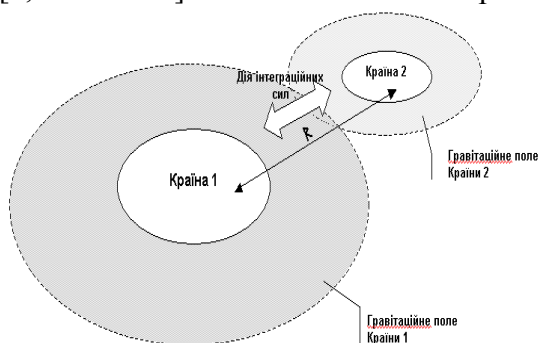 Країна 2
Дія інтеграційних
сил
R
Гравітаційне поле
Країни 2
Країна 1
Гравітаційне поле
Країни 1